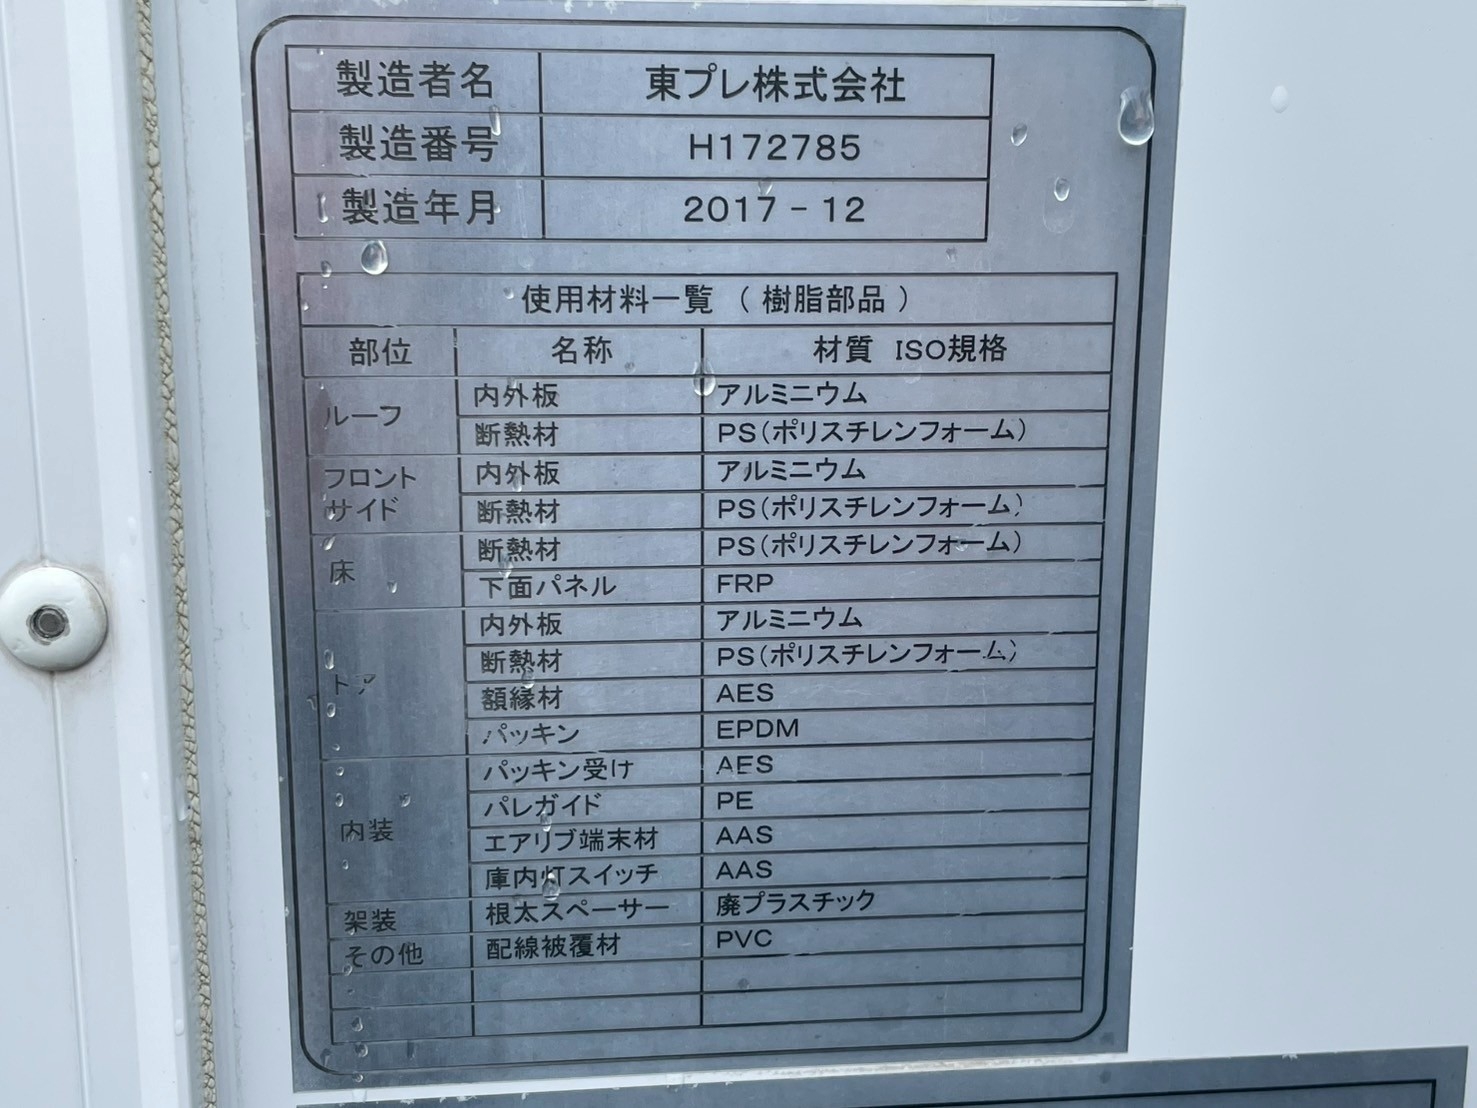 製造者名 東プレ株式会社
製造番号 H172785
製造年月 2017-12
使用材料一覧 (樹脂部品)
部位 名称 材質 ISO規格
ルーフ 内外板 アルミニウム
断熱材 PS(ポリスチレンフォーム)
フロント サイド 内外板 アルミニウム
断熱材 PS(ポリスチレンフォーム)
床 断熱材 PS(ポリスチレンフォーム)
下面パネル FRP
ドア 内外板 アルミニウム
断熱材 PS(ポリスチレンフォーム)
額縁材 AES
パッキン EPDM
内装 パッキン受け AES
パレガイド PE
エアリブ端末材 AAS
庫内灯スイッチ AAS
架装 根太スペーサー 廃プラスチック
その他 配線被覆材 PVC